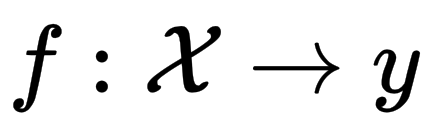 f : 𝒳 → y